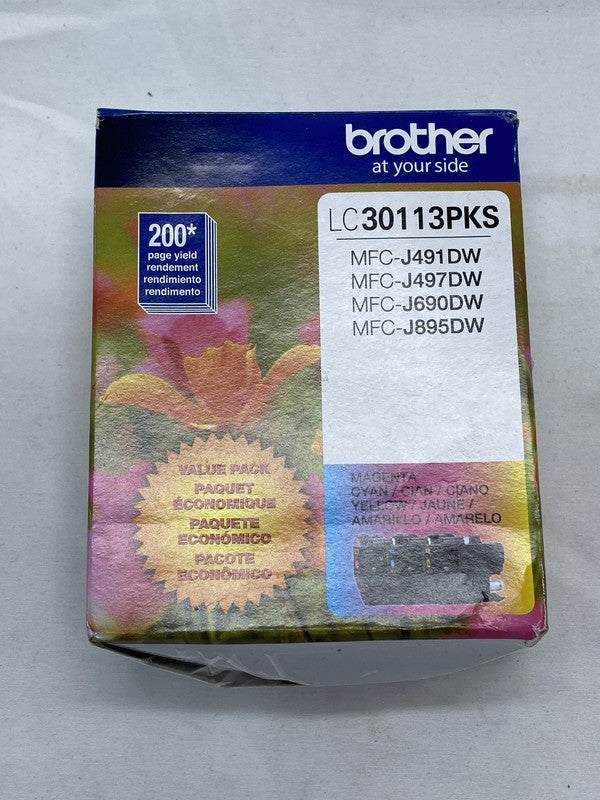 brother
at your side
LC30113PKS
200*
page yield
rendement
rendimiento
rendimento
MFC-J491DW
MFC-J497DW
MFC-J690DW
MFC-J895DW
VALUE PACK
PAQUET
ÉCONOMIQUE
PAQUETE
ECONÓMICO
PACOTE
ECONÔMICO
MAGENTA
CYAN / CIAN / CIANO
YELLOW / JAUNE /
AMARILLO / AMARELO